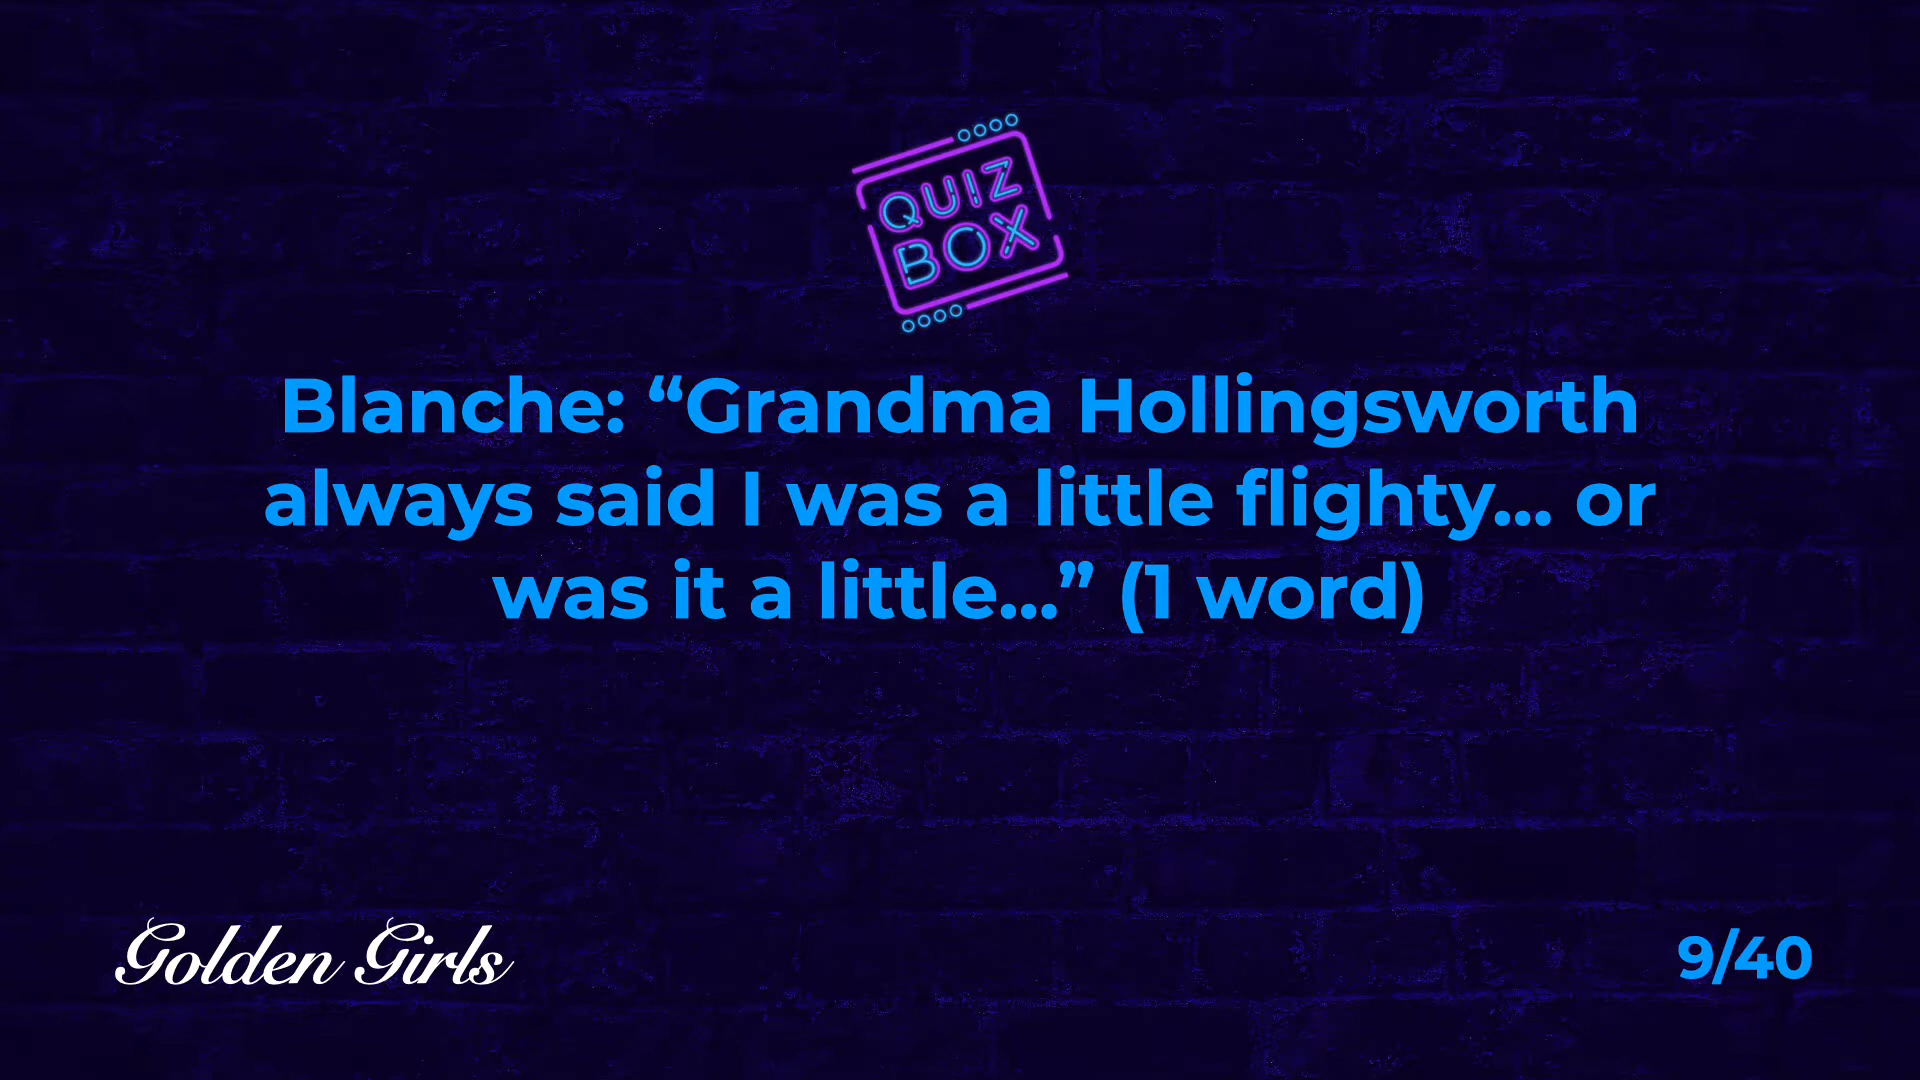 QUIZ
BOX
Blanche: “Grandma Hollingsworth
always said I was a little flighty... or
was it a little...” (1 word)
Golden Girls
9/40